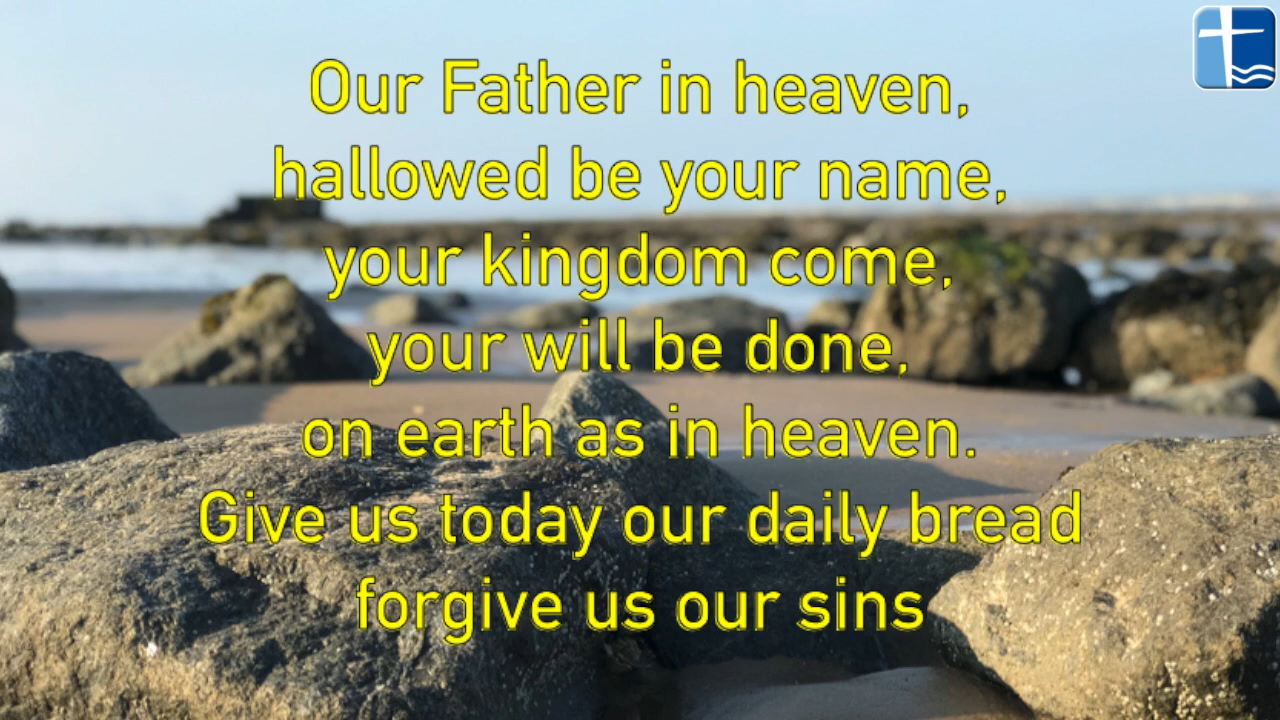 Our Father in heaven,
hallowed be your name,
your kingdom come,
your will be done,
on earth as in heaven.
Give us today our daily bread
forgive us our sins